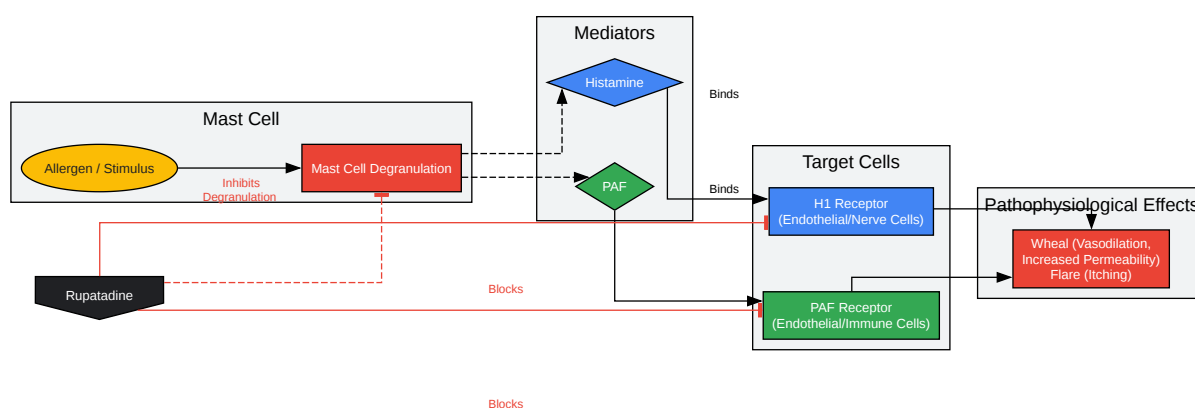 Mediators
Histamine
Binds
Mast Cell
Allergen / Stimulus
Mast Cell Degranulation
Inhibits
Degranulation
PAF
Binds
Target Cells
H1 Receptor
(Endothelial/Nerve Cells)
Pathophysiological Effects
Wheal (Vasodilation,
Increased Permeability)
Flare (Itching)
Rupatadine
Blocks
PAF Receptor
(Endothelial/Immune Cells)
Blocks